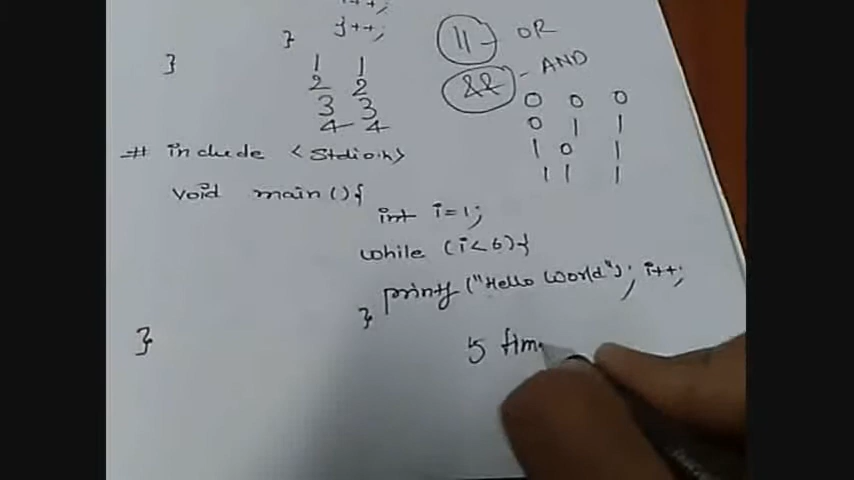 j++;
} }
|| - OR
&& - AND
1 1
2 2
3 3
4 4
0 0 0
0 1 1
1 0 1
1 1 1
# include <stdio.h>
void main(){
int i=1;
while (i<6){
printf ("Hello World"); i++;
}
}
5